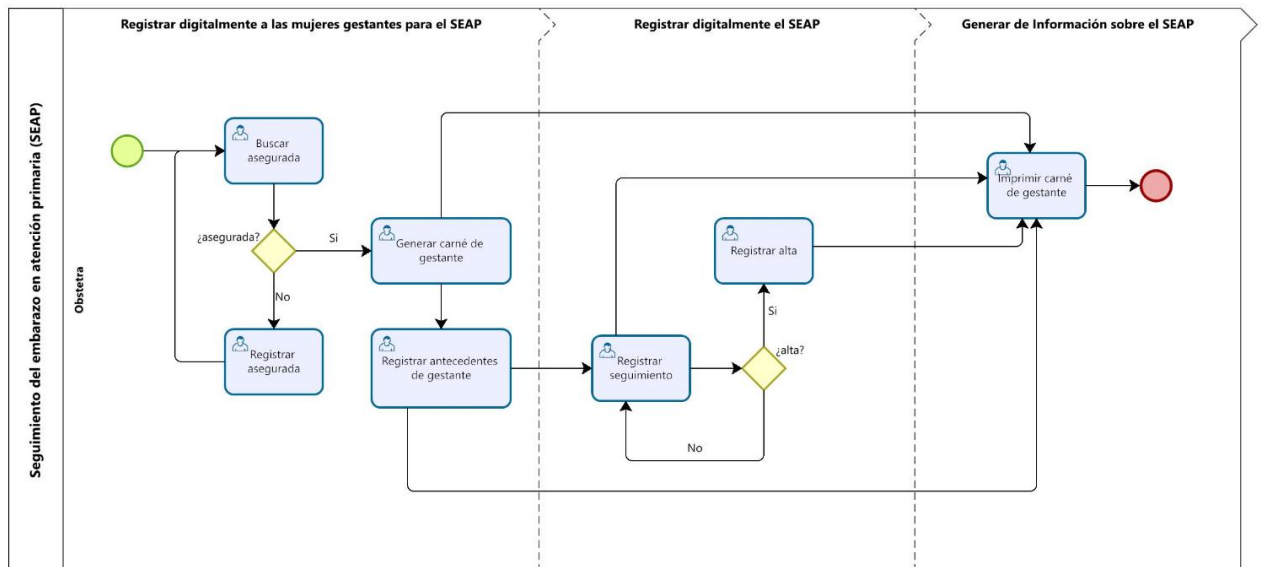 Registrar digitalmente a las mujeres gestantes para el SEAP
Registrar digitalmente el SEAP
Generar de Información sobre el SEAP
Seguimiento del embarazo en atención primaria (SEAP)
Obstetra
Buscar
asegurada
¿asegurada?
Si
No
Registrar
asegurada
Generar carné de
gestante
Registrar antecedentes
de gestante
Registrar
seguimiento
¿alta?
Si
No
Registrar alta
Imprimir carné
de gestante